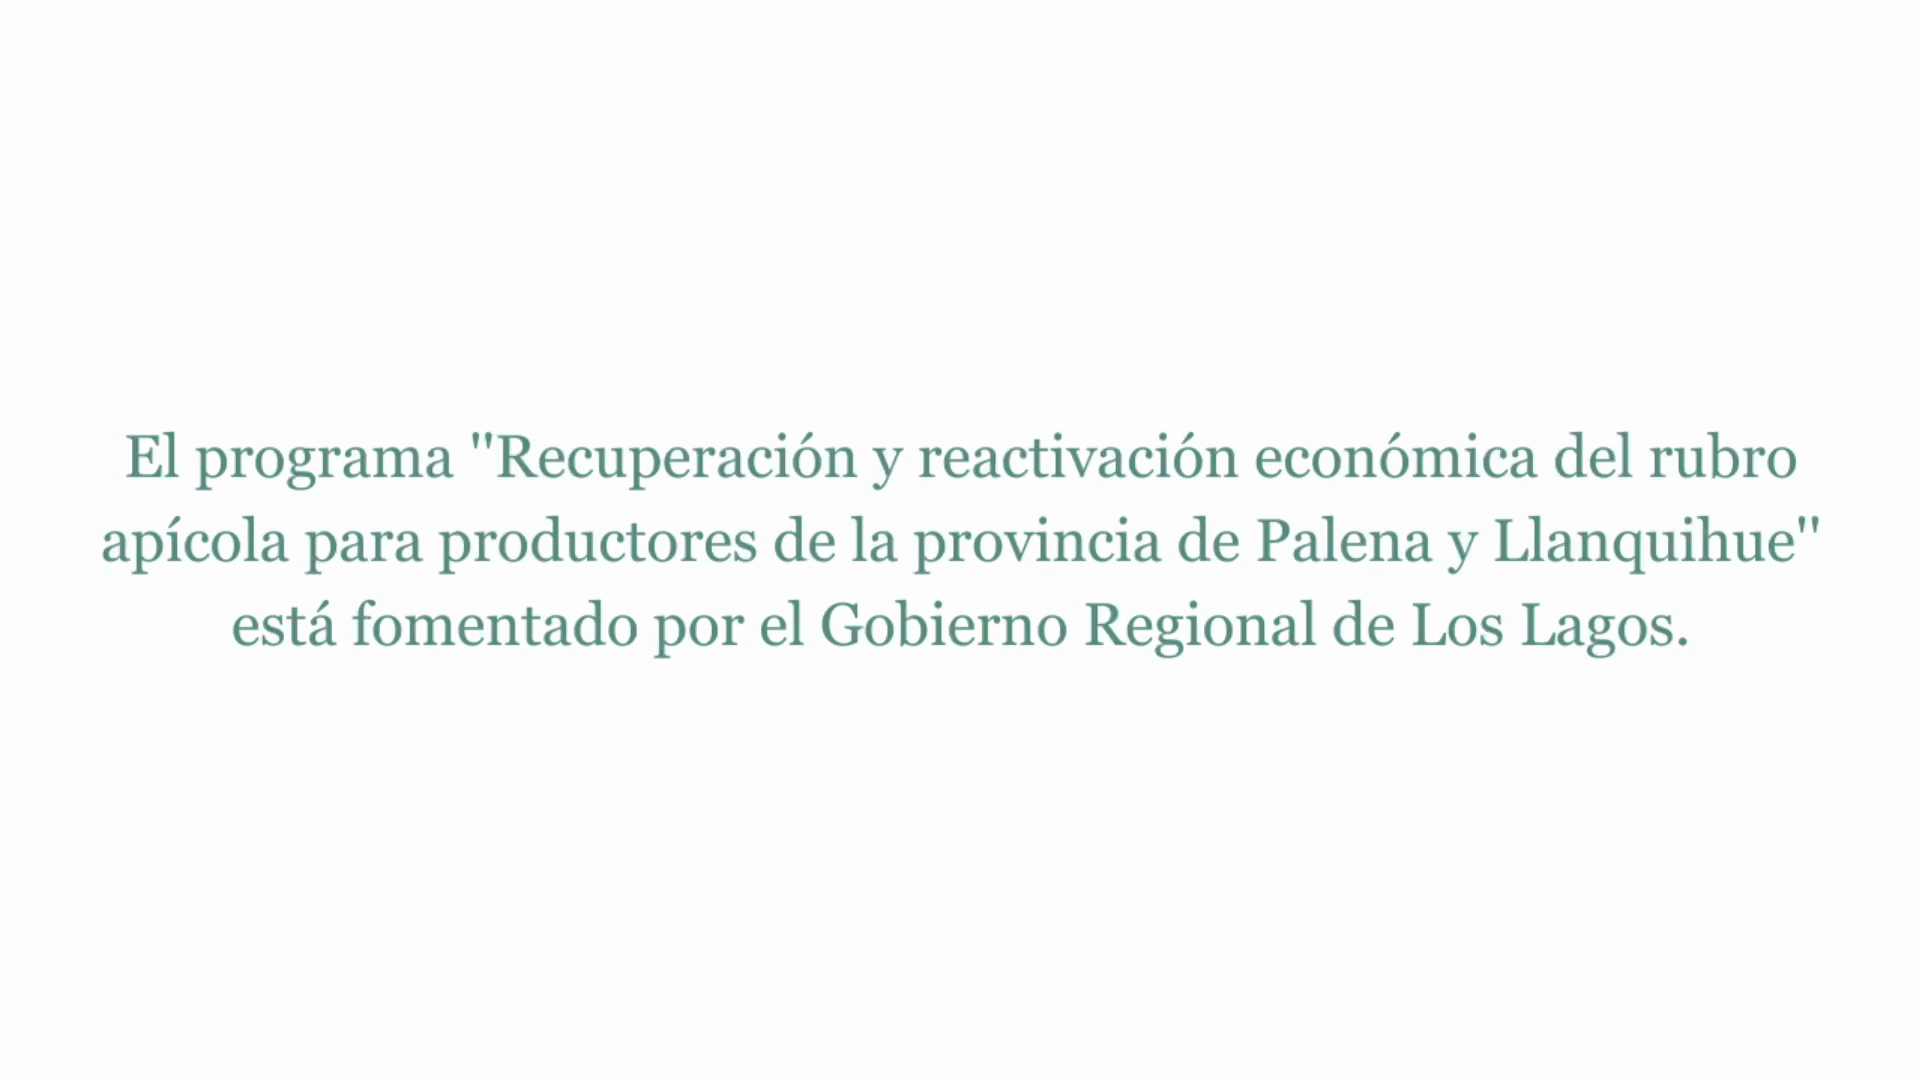 El programa "Recuperación y reactivación económica del rubro
apícola para productores de la provincia de Palena y Llanquihue"
está fomentado por el Gobierno Regional de Los Lagos.